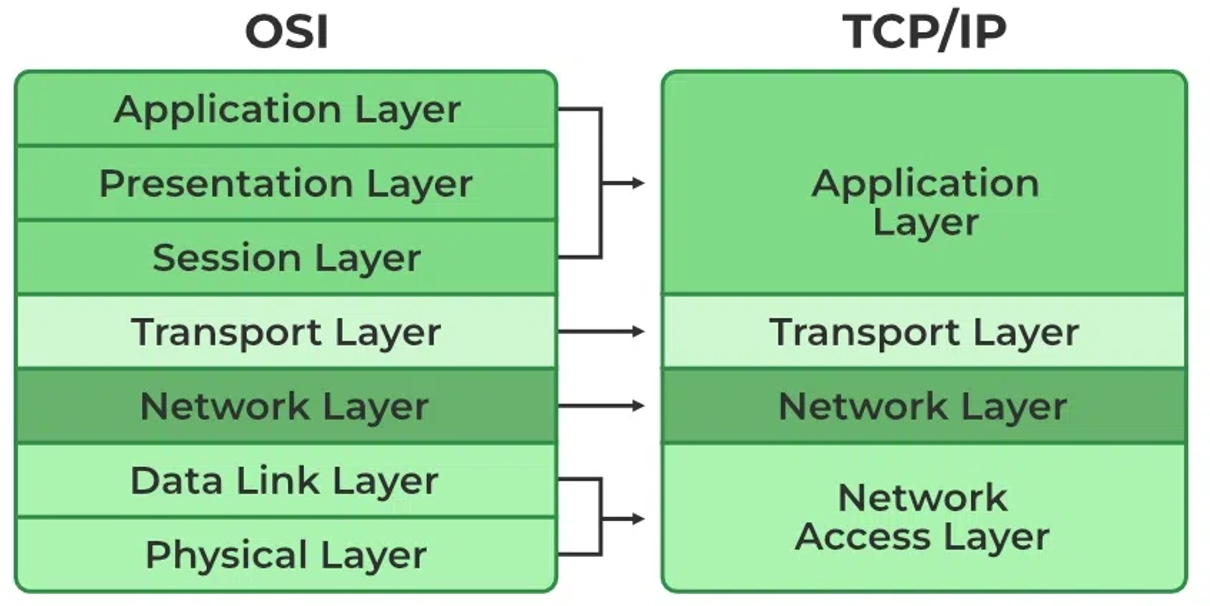 OSI
Application Layer
Presentation Layer
Session Layer
Transport Layer
Network Layer
Data Link Layer
Physical Layer
TCP/IP
Application
Layer
Transport Layer
Network Layer
Network
Access Layer